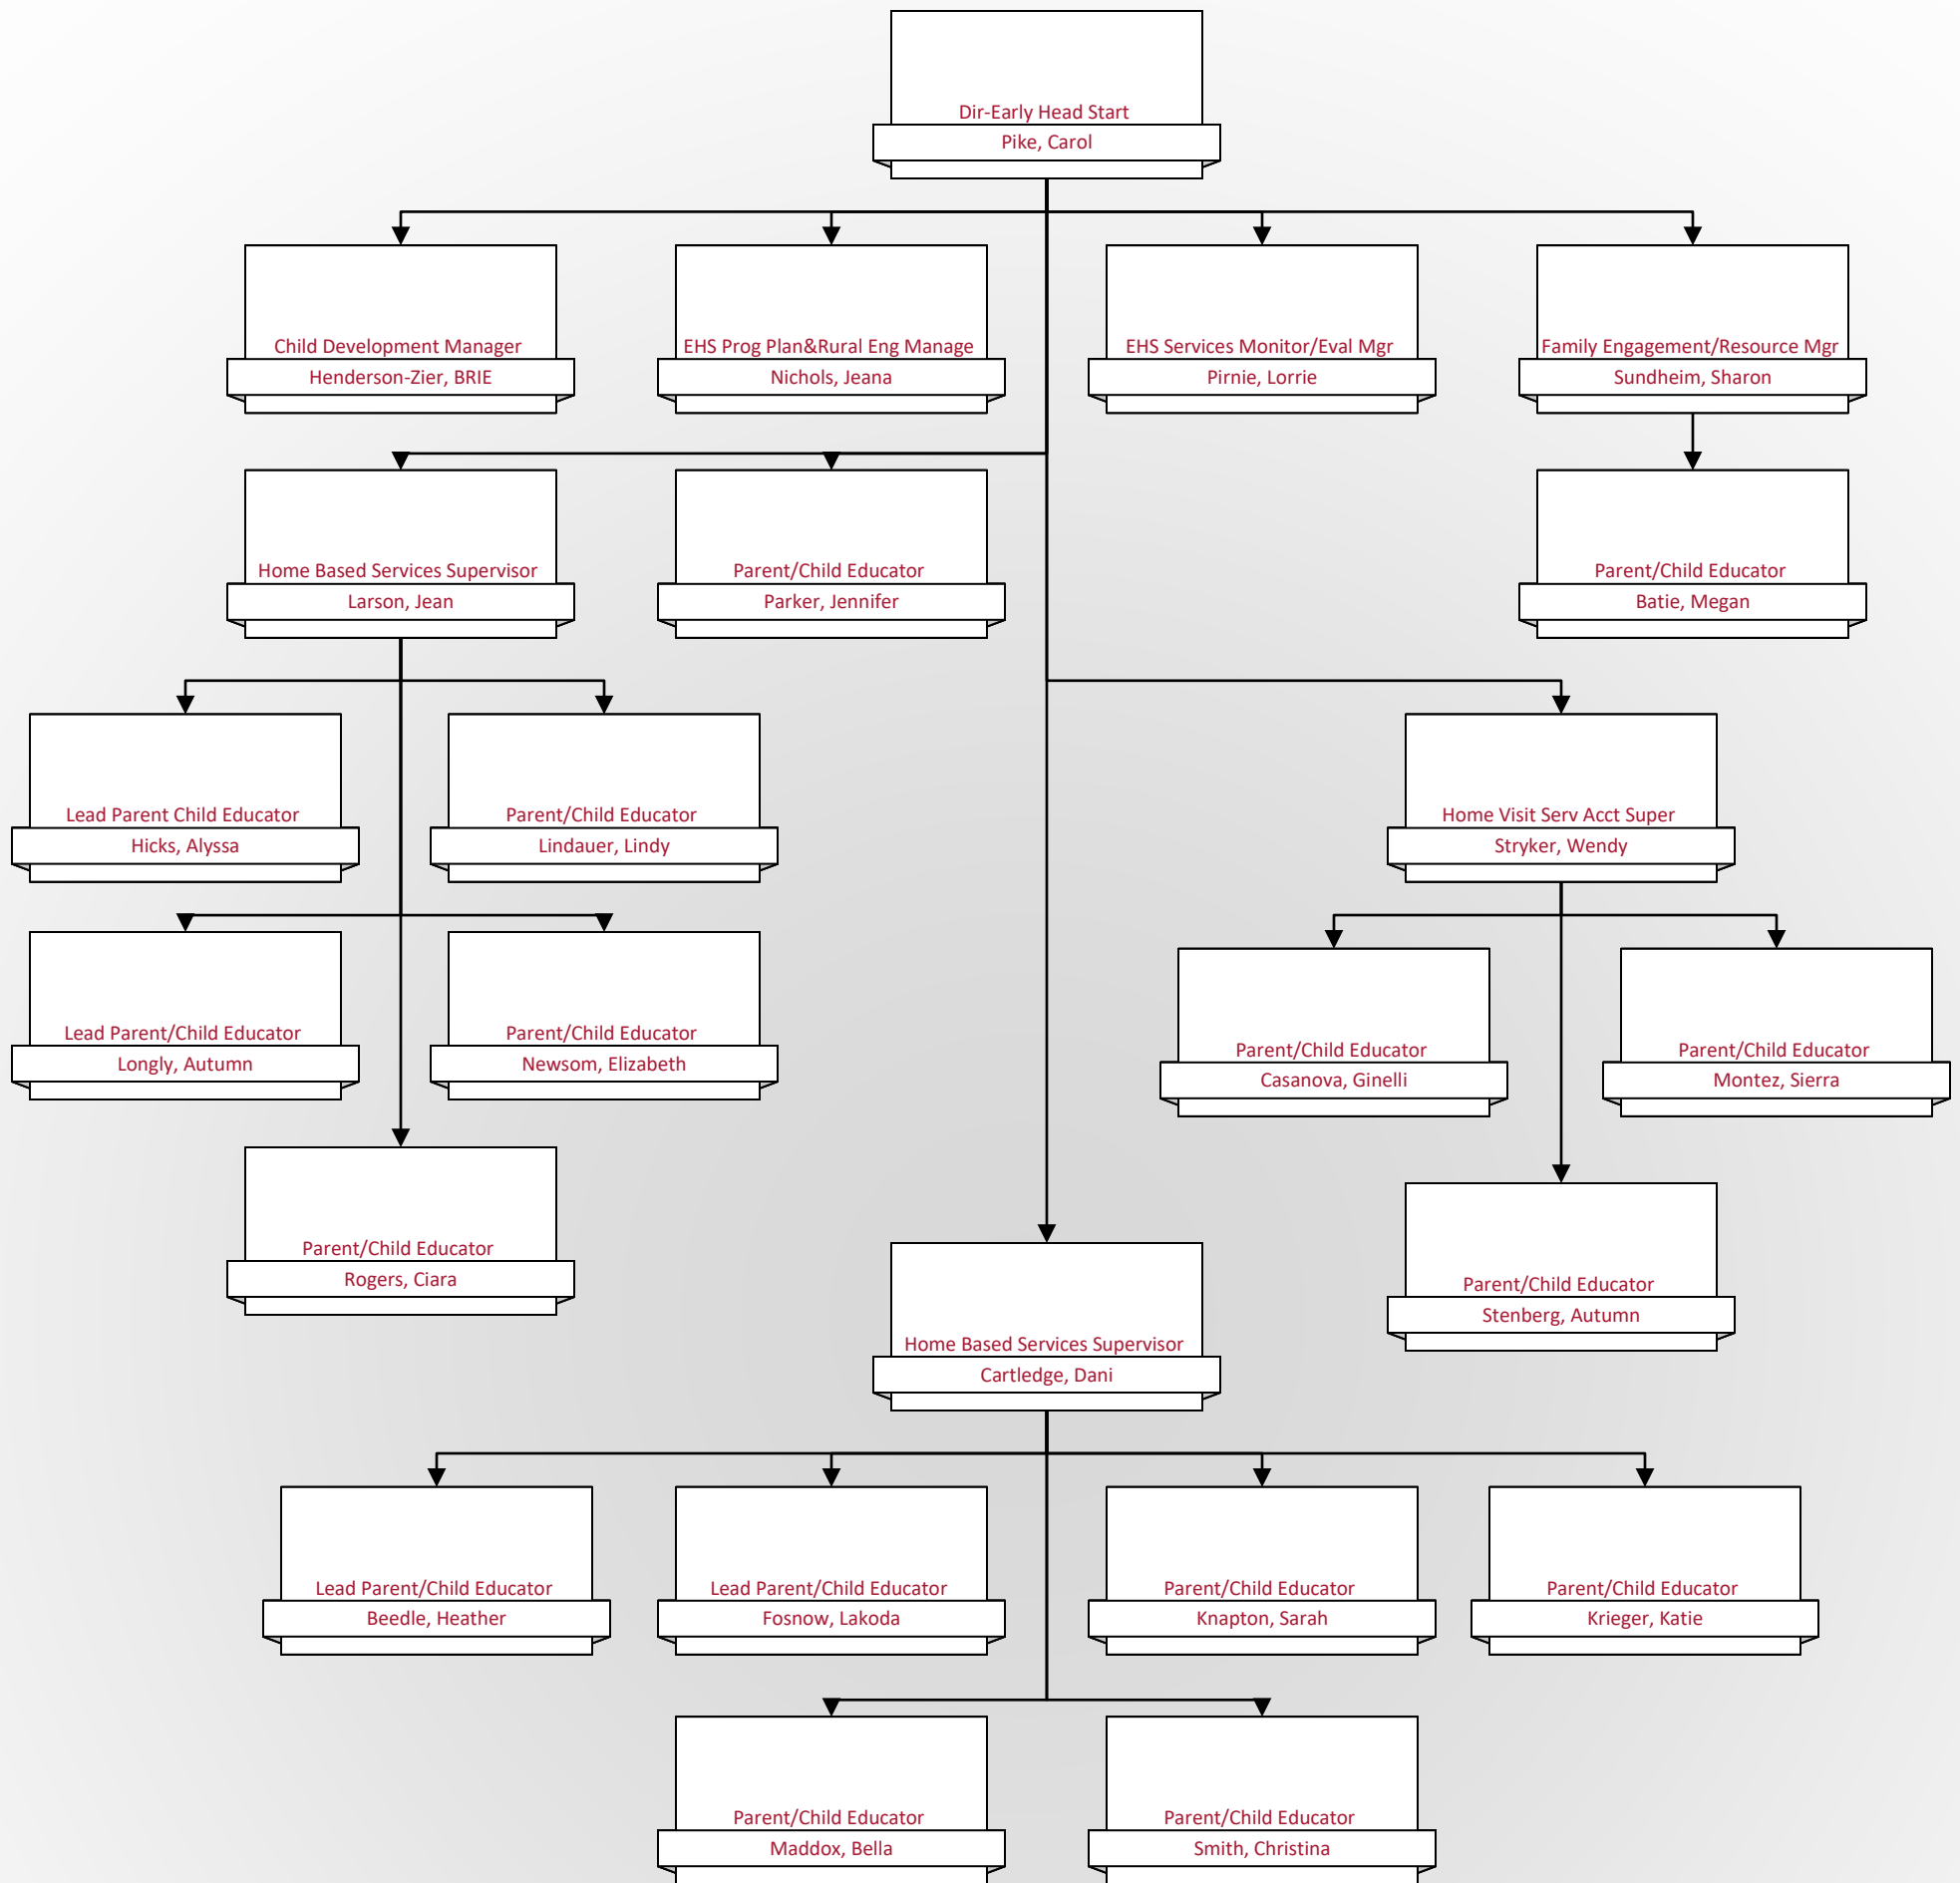 Dir-Early Head Start
Pike, Carol
Child Development Manager
Henderson-Zier, BRIE
EHS Prog Plan&Rural Eng Manage
Nichols, Jeana
EHS Services Monitor/Eval Mgr
Pirnie, Lorrie
Family Engagement/Resource Mgr
Sundheim, Sharon
Home Based Services Supervisor
Larson, Jean
Parent/Child Educator
Parker, Jennifer
Parent/Child Educator
Batie, Megan
Lead Parent Child Educator
Hicks, Alyssa
Parent/Child Educator
Lindauer, Lindy
Home Visit Serv Acct Super
Stryker, Wendy
Lead Parent/Child Educator
Longly, Autumn
Parent/Child Educator
Newsom, Elizabeth
Parent/Child Educator
Casanova, Ginelli
Parent/Child Educator
Montez, Sierra
Parent/Child Educator
Rogers, Ciara
Parent/Child Educator
Stenberg, Autumn
Home Based Services Supervisor
Cartledge, Dani
Lead Parent/Child Educator
Beedle, Heather
Lead Parent/Child Educator
Fosnow, Lakoda
Parent/Child Educator
Knapton, Sarah
Parent/Child Educator
Krieger, Katie
Parent/Child Educator
Maddox, Bella
Parent/Child Educator
Smith, Christina